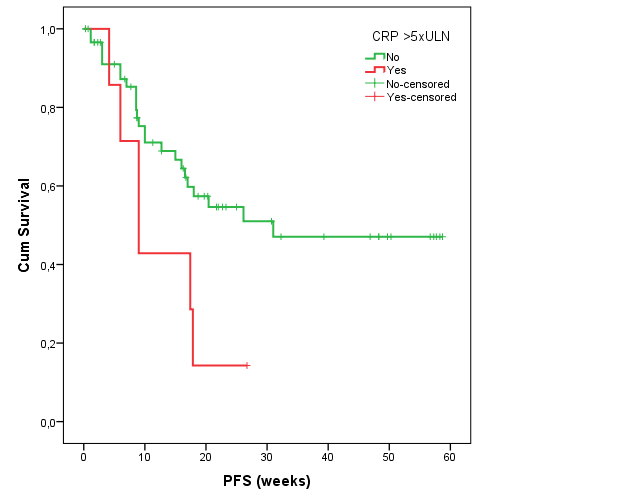 CRP >5xULN
No
Yes
No-censored
Yes-censored
1,0
0,8
0,6
0,4
0,2
0,0
Cum Survival
0 10 20 30 40 50 60
PFS (weeks)